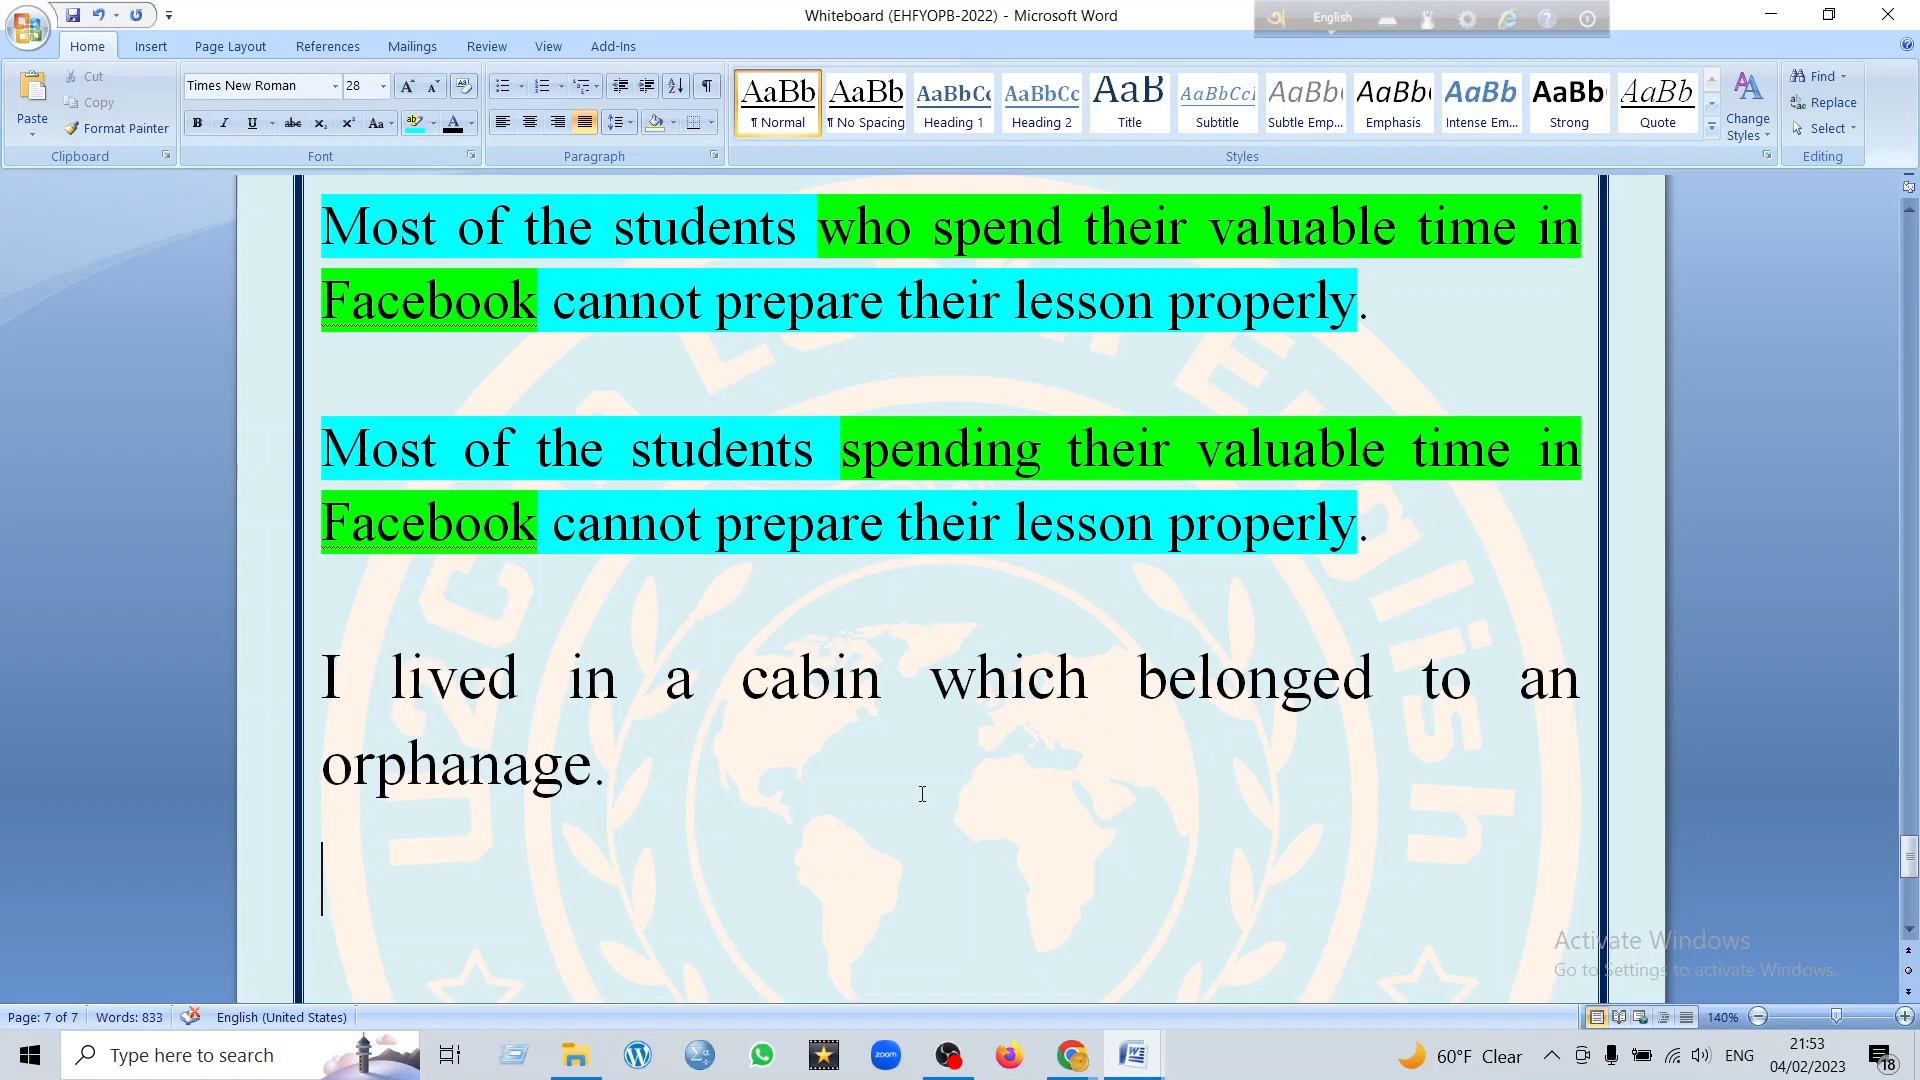 Whiteboard (EHFYOPB-2022) - Microsoft Word
English
Home Insert Page Layout References Mailings Review View Add-Ins
Paste
Cut
Copy
Format Painter
Clipboard
Times New Roman 28
Font
Paragraph
AaBb AaBb AaBbCc AaBbCc AaB AaBbCcI AaBb AaBb AaBb AaBb AaBb
¶ Normal ¶ No Spacing Heading 1 Heading 2 Title Subtitle Subtle Emp... Emphasis Intense Em... Strong Quote
Styles
Change
Styles
Find
Replace
Select
Editing
Most of the students who spend their valuable time in
Facebook cannot prepare their lesson properly.
Most of the students spending their valuable time in
Facebook cannot prepare their lesson properly.
I lived in a cabin which belonged to an
orphanage.
Activate Windows
Go to Settings to activate Windows.
Page: 7 of 7 Words: 833 English (United States) 140%
Type here to search
zoom
60°F Clear
ENG
21:53
04/02/2023
18